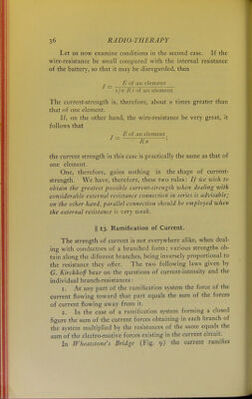 36 RADIO-THERAPY
Let us now examine conditions in the second case. If the
wire-resistance be small compared with the internal resistance
of the battery, so that it may be disregarded, then
I = E of an element
1/n Ri of an element
The current-strength is, therefore, about n times greater than
that of one element.
If, on the other hand, the wire-resistance be very great, it
follows that
I = E of an element ;
R a
the current strength in this case is practically the same as that of
one element.
One, therefore, gains nothing in the shape of current-
strength. We have, therefore, these two rules: If we wish to
obtain the greatest possible current-strength when dealing with
considerable external resistance connection in series is advisable;
on the other hand, parallel connection should be employed when
the external resistance is very weak.
§ 13. Ramification of Current.
The strength of current is not everywhere alike, when deal-
ing with conductors of a branched form; various strengths ob-
tain along the different branches, being inversely proportional to
the resistance they offer. The two following laws given by
G. Kirchhoff bear on the questions of current-intensity and the
individual branch-resistances:
1. At any part of the ramification system the force of the
current flowing toward that part equals the sum of the forces
of current flowing away from it.
2. In the case of a ramification system forming a closed
figure the sum of the current forces obtaining in each branch of
the system multiplied by the resistances of the same equals the
sum of the electro-motive forces existing in the current circuit.
In Wheatstone's Bridge (Fig. 9) the current ramifies